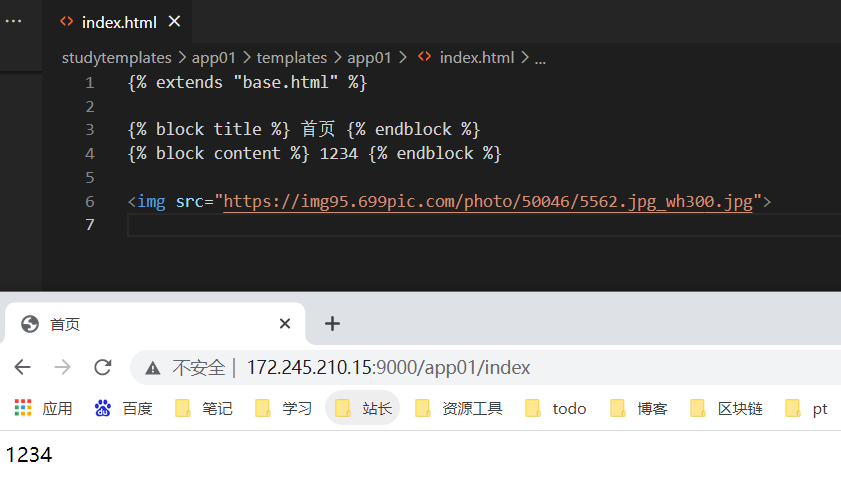 index.html
studytemplates > app01 > templates > app01 > index.html > ...
1 {% extends "base.html" %}
2
3 {% block title %} 首页 {% endblock %}
4 {% block content %} 1234 {% endblock %}
5
6 <img src="https://img95.699pic.com/photo/50046/5562.jpg_wh300.jpg">
7
首页
不安全 | 172.245.210.15:9000/app01/index
应用 百度 笔记 学习 站长 资源工具 todo 博客 区块链 pt
1234